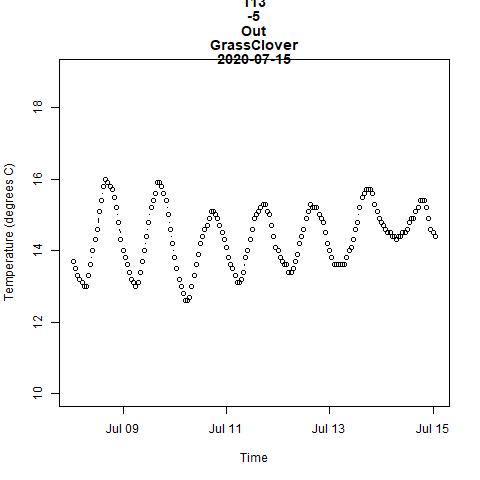 113
-5
Out
GrassClover
2020-07-15
18
16
14
12
10
Temperature (degrees C)
Jul 09
Jul 11
Jul 13
Jul 15
Time